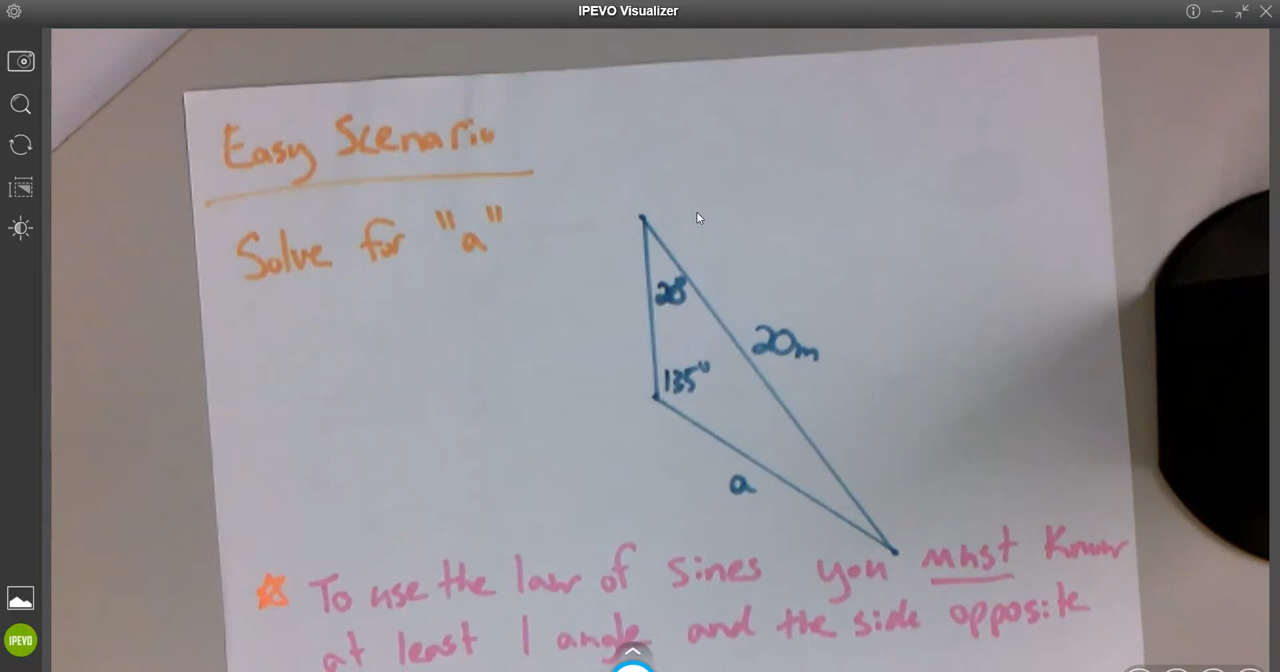 IPEVO Visualizer
Easy Scenario
Solve for "a"
20m
135°
a
To use the law of sines you must know
at least 1 angle and the side opposite
IPEVO